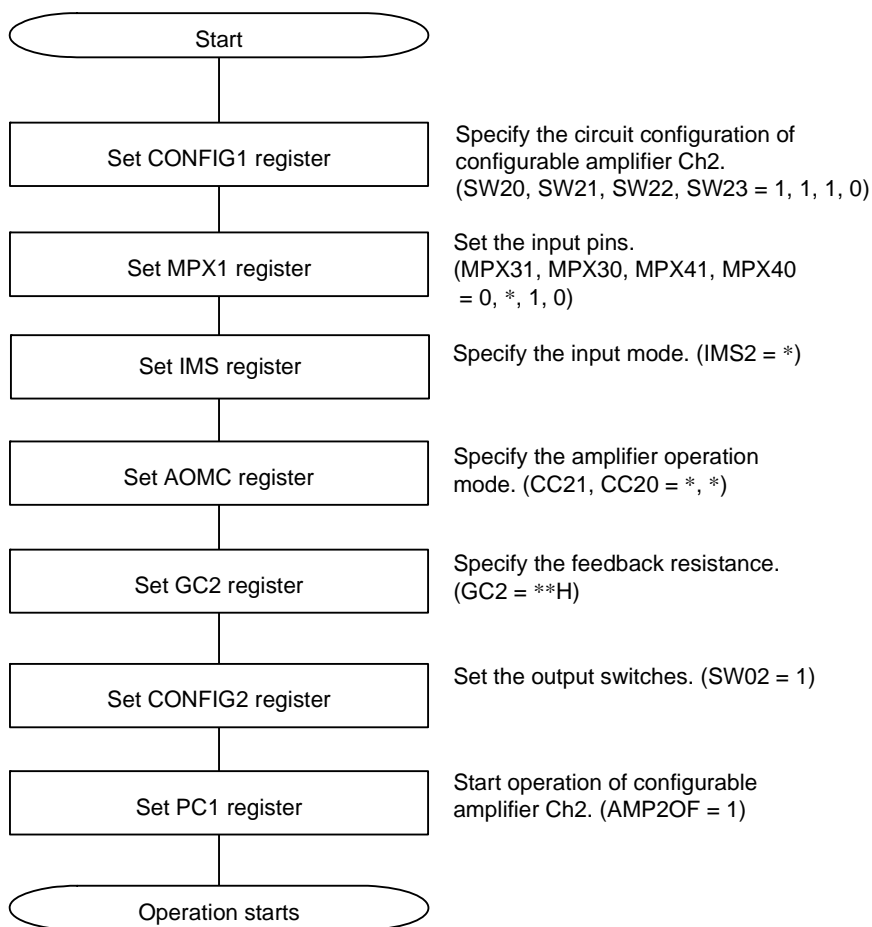 Start
Set CONFIG1 register
Specify the circuit configuration of
configurable amplifier Ch2.
(SW20, SW21, SW22, SW23 = 1, 1, 1, 0)
Set MPX1 register
Set the input pins.
(MPX31, MPX30, MPX41, MPX40
= 0, *, 1, 0)
Set IMS register
Specify the input mode. (IMS2 = *)
Set AOMC register
Specify the amplifier operation
mode. (CC21, CC20 = *, *)
Set GC2 register
Specify the feedback resistance.
(GC2 = **H)
Set CONFIG2 register
Set the output switches. (SW02 = 1)
Set PC1 register
Start operation of configurable
amplifier Ch2. (AMP2OF = 1)
Operation starts